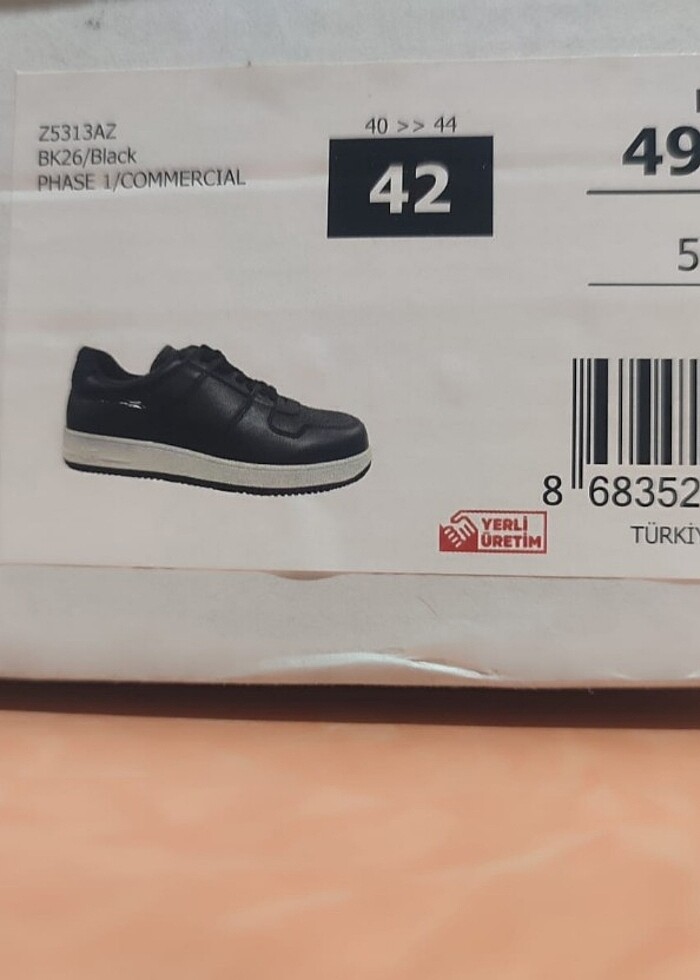 Z5313AZ
BK26/Black
PHASE 1/COMMERCIAL
40 >> 44
42
49
5
8 68352
YERLİ
ÜRETİM
TÜRKİY